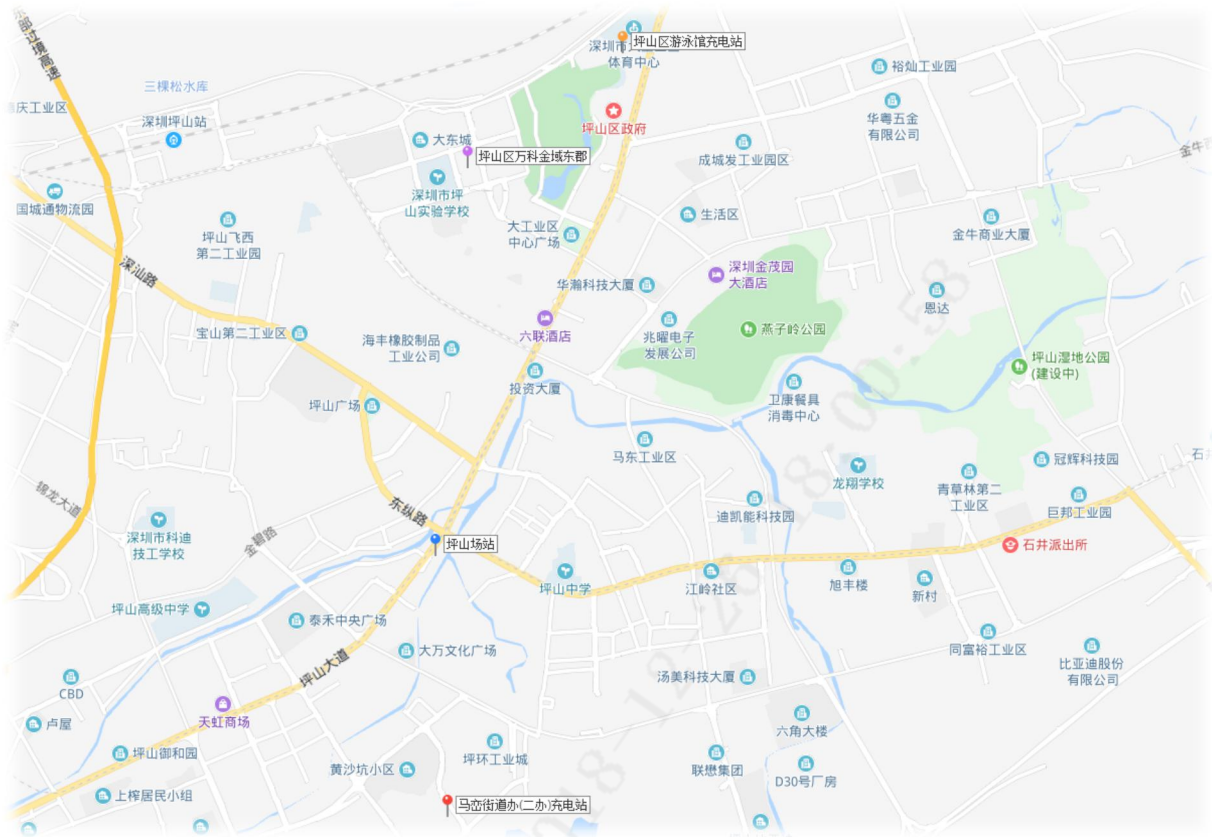 坪山区游泳馆充电站
深圳市大工业区
体育中心
东部过境高速
裕灿工业园
三棵松水库
深圳坪山站
华粤五金
有限公司
坪山区政府
大东城
坪山区万科金域东郡
成城发工业园区
金牛西
深圳市坪
山实验学校
国城通物流园
生活区
坪山飞西
第二工业园
大工业区
中心广场
金牛商业大厦
深汕路
深圳金茂园
大酒店
华瀚科技大厦
恩达
宝山第二工业区
六联酒店
海丰橡胶制品
工业公司
兆曜电子
发展公司
燕子岭公园
坪山湿地公园
(建设中)
投资大厦
坪山广场
卫康餐具
消毒中心
马东工业区
冠辉科技园
石井
龙翔学校
青草林第二
工业区
锦龙大道
东纵路
迪凯能科技园
巨邦工业园
深圳市科迪
技工学校
金碧路
坪山场站
石井派出所
坪山中学
江岭社区
旭丰楼
新村
坪山高级中学
泰禾中央广场
大万文化广场
同富裕工业区
坪山大道
汤美科技大厦
比亚迪股份
有限公司
CBD
天虹商场
卢屋
六角大楼
坪山御和园
坪环工业城
黄沙坑小区
联懋集团
D30号厂房
上榨居民小组
马峦街道办(二办)充电站
2018-12-20 18:00:58